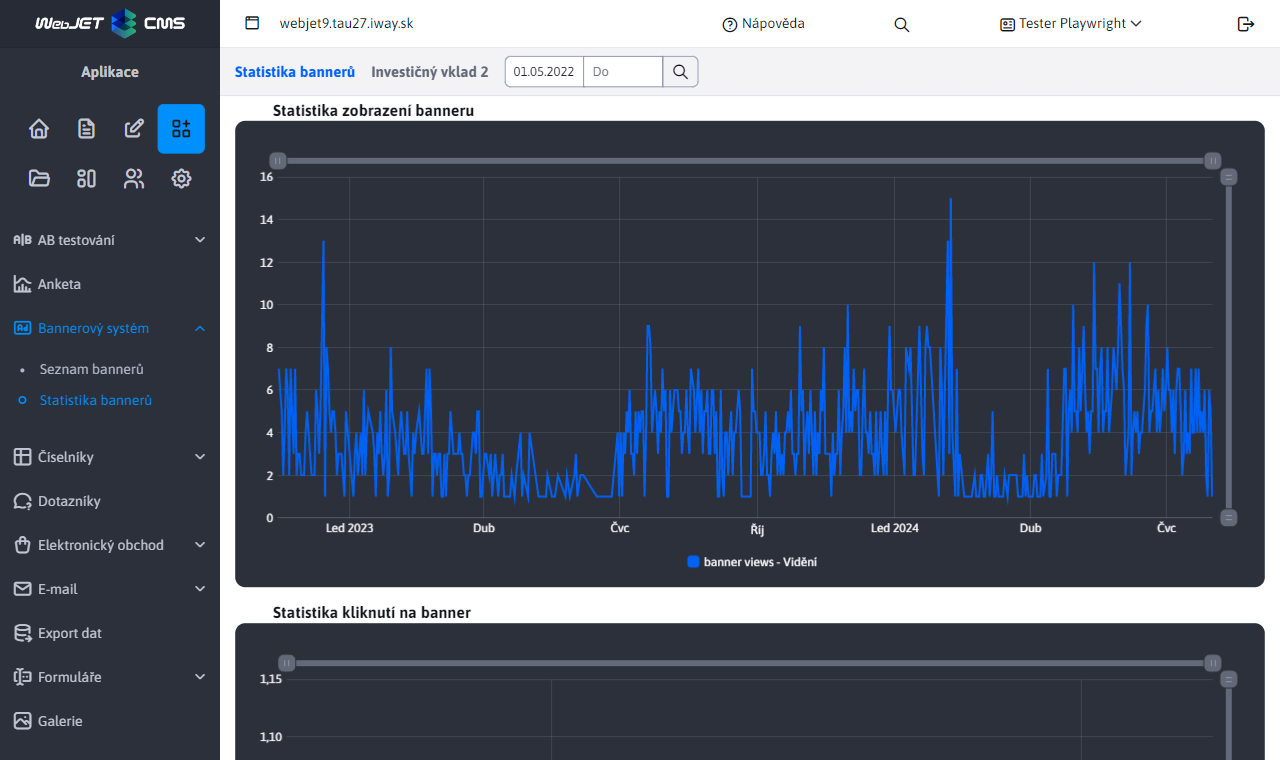 WebJET CMS
webjet9.tau27.iway.sk
Nápověda
Tester Playwright
Aplikace
Statistika bannerů
Investičný vklad 2
01.05.2022
Do
A|B AB testování
Anketa
Ad Bannerový systém
Seznam bannerů
Statistika bannerů
Číselníky
Dotazníky
Elektronický obchod
E-mail
Export dat
Formuláře
Galerie
Statistika zobrazení banneru
16
14
12
10
8
6
4
2
0
Led 2023 Dub Čvc Říj Led 2024 Dub Čvc
banner views - Vidění
Statistika kliknutí na banner
1,15
1,10